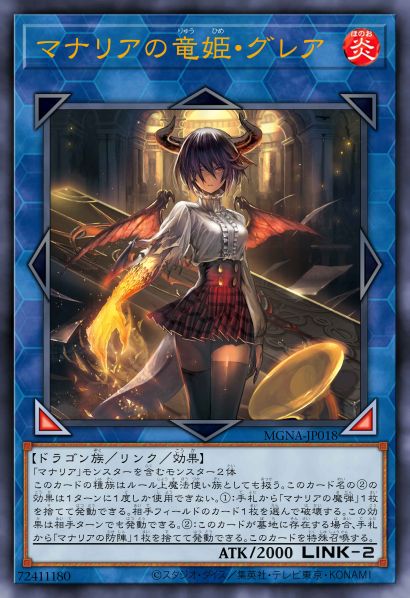 りゅう ひめ
マナリアの竜姫・グレア
ほのお
炎
MGNA-JP018
【ドラゴン族／リンク／効果】
「マナリア」モンスターを含むモンスター２体
このカードの種族はルール上魔法使い族としても扱う。このカード名の②の
効果は１ターンに１度しか使用できない。①：手札から「マナリアの魔弾」１枚
を捨てて発動できる。相手フィールドのカード１枚を選んで破壊する。この効
果は相手ターンでも発動できる。②：このカードが墓地に存在する場合、手札
から「マナリアの防陣」１枚を捨てて発動できる。このカードを特殊召喚する。
ATK/2000 LINK-2
72411180 ©スタジオ・ダイス／集英社・テレビ東京・KONAMI